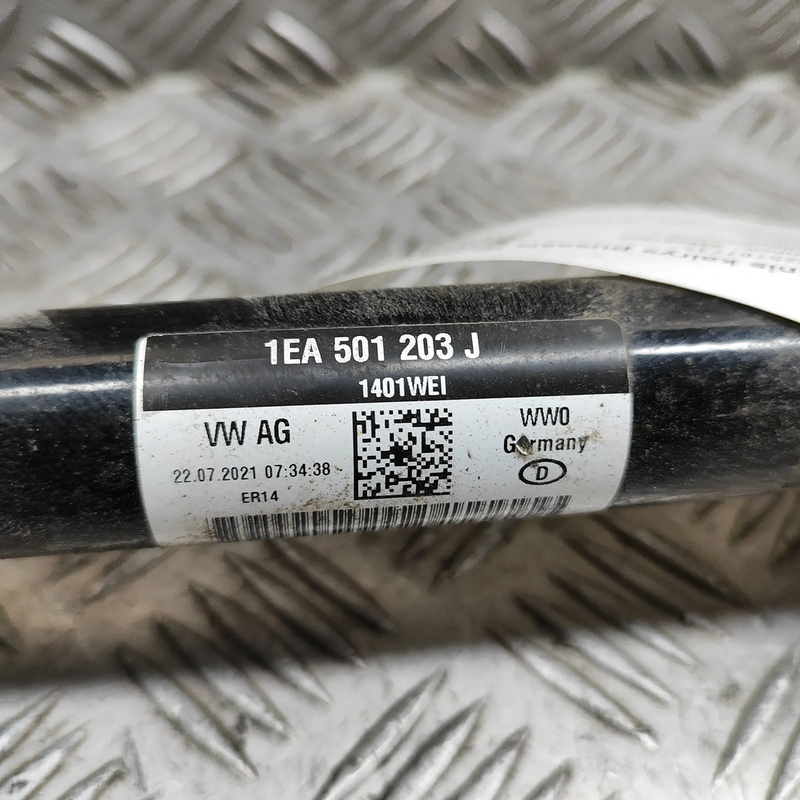 1EA 501 203 J
1401WEI
VW AG
WW0
Germany
D
22.07.2021 07:34:38
ER14